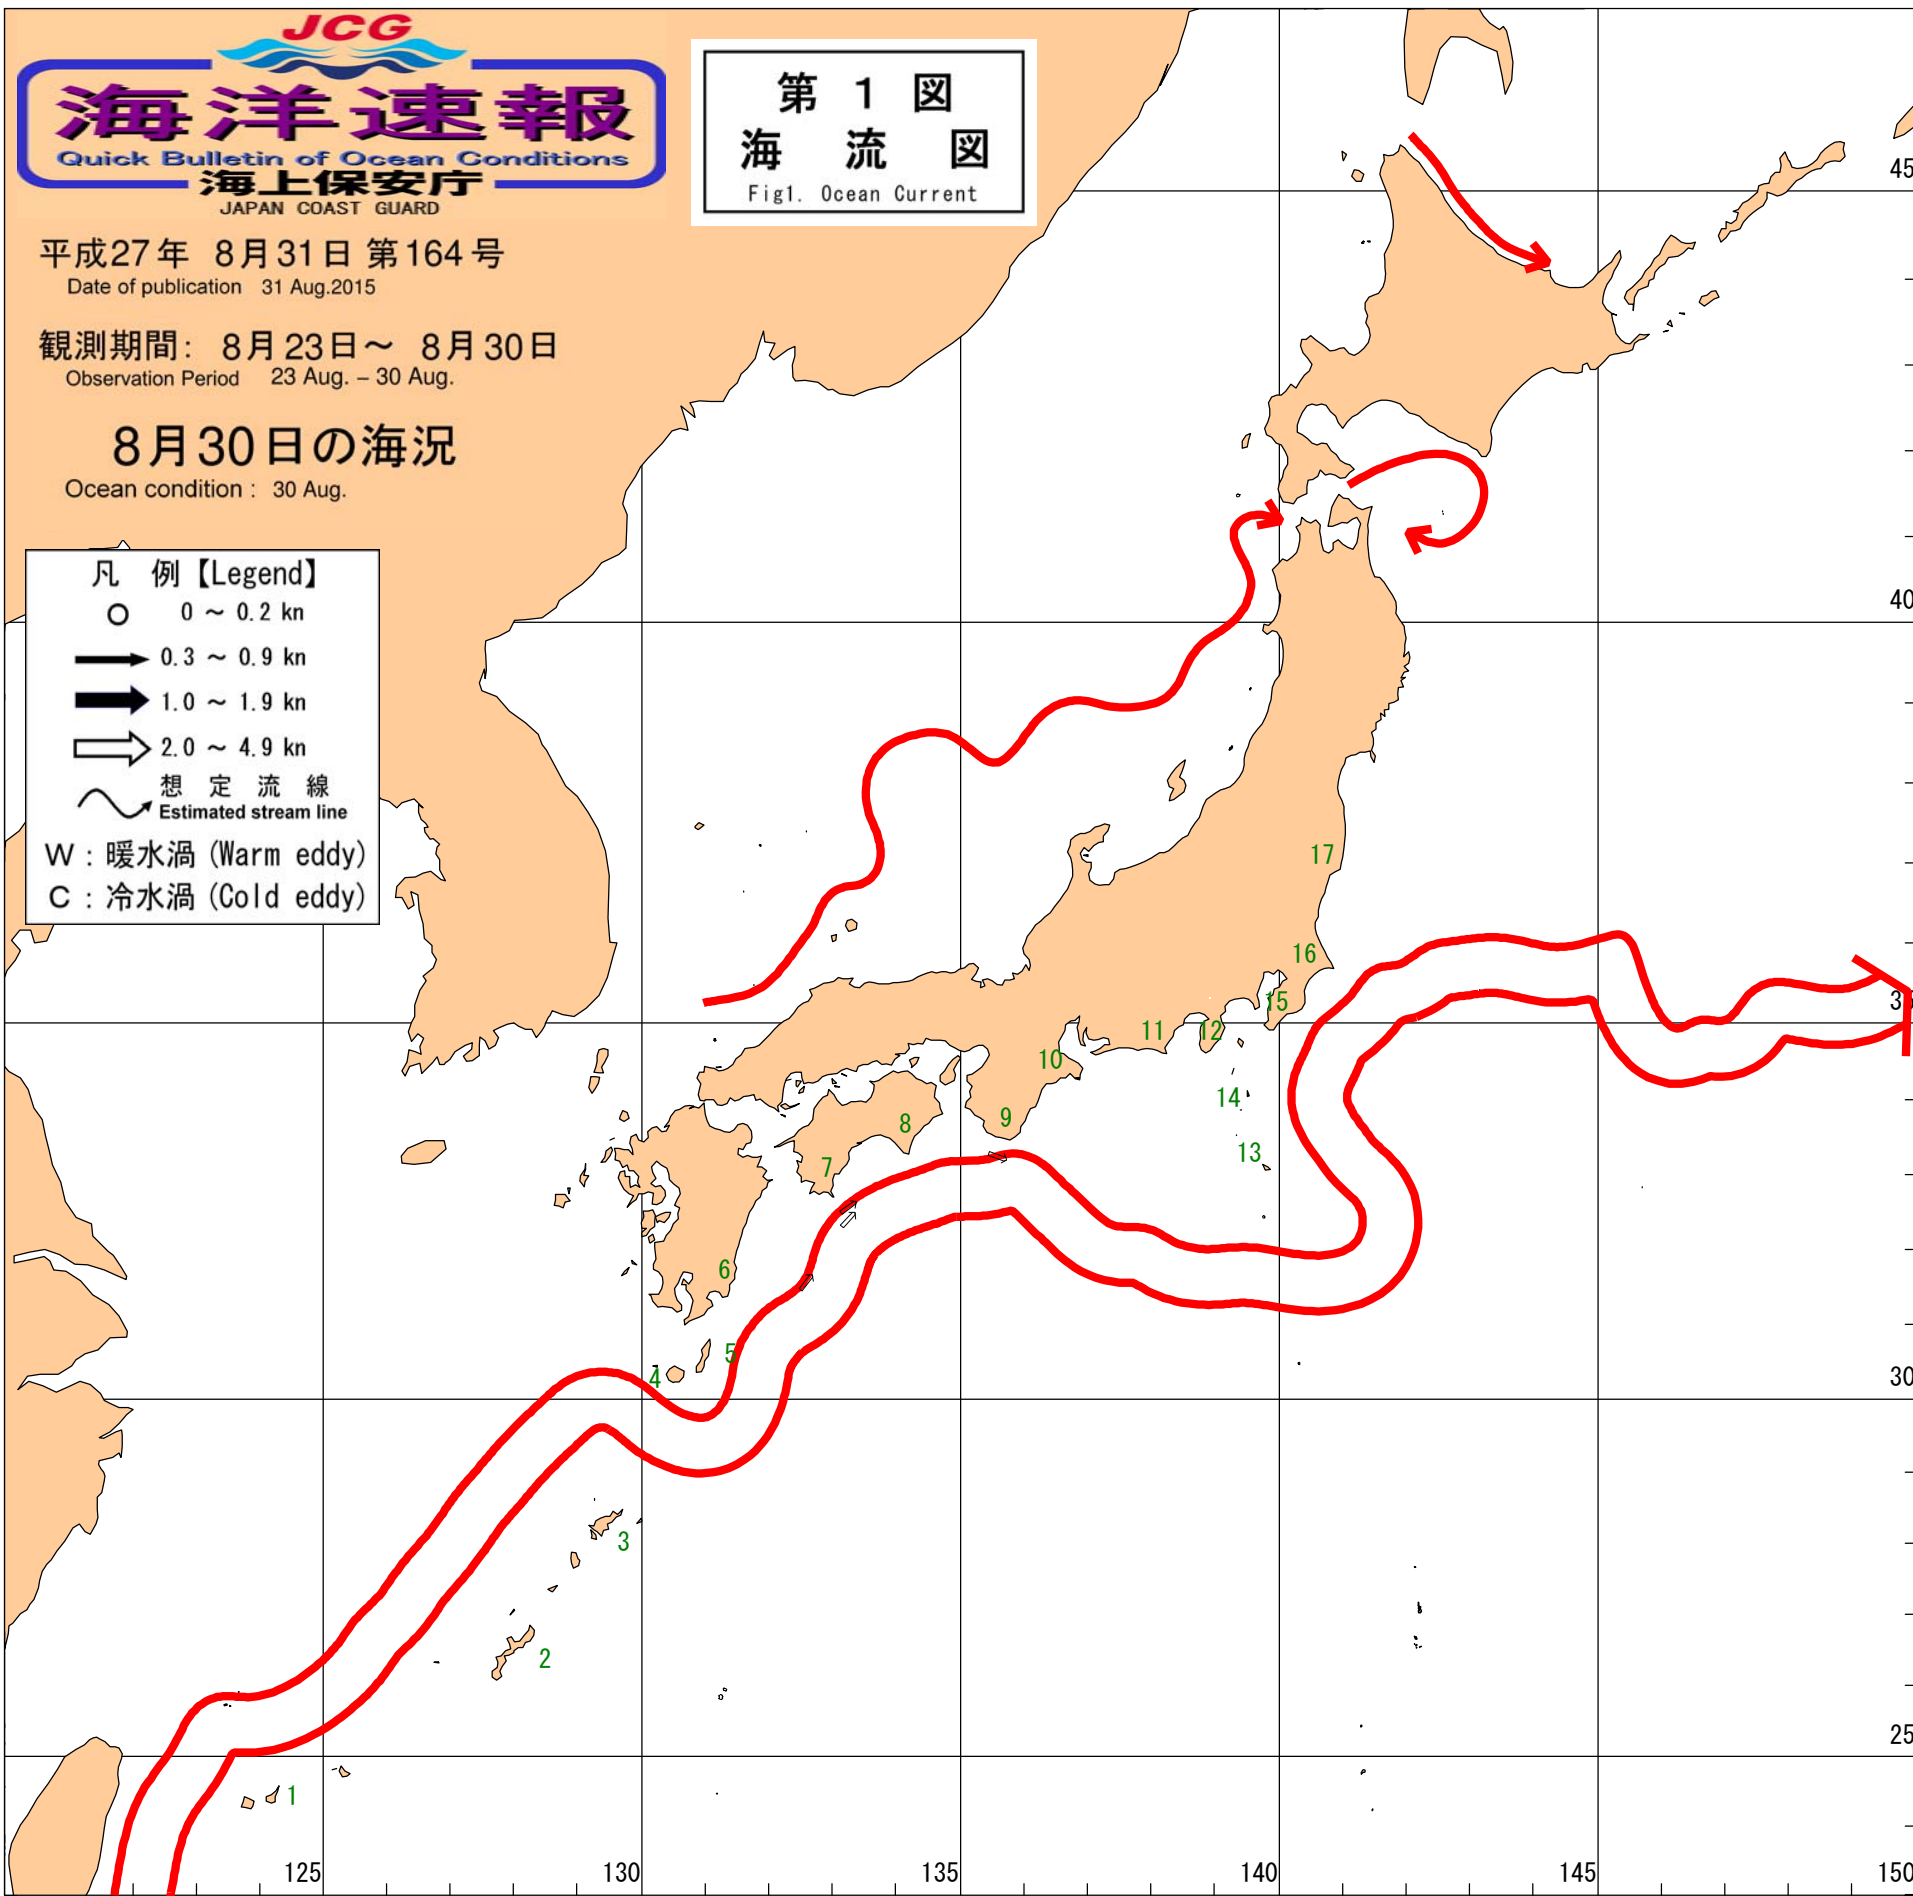 JCG
海洋速報
Quick Bulletin of Ocean Conditions
海上保安庁
JAPAN COAST GUARD
第 1 図
海 流 図
Fig1. Ocean Current
平成27年 8月31日 第164号
Date of publication 31 Aug.2015
観測期間: 8月23日～ 8月30日
Observation Period 23 Aug. – 30 Aug.
8月30日の海況
Ocean condition : 30 Aug.
凡 例【Legend】
0 ～ 0.2 kn
0.3 ～ 0.9 kn
1.0 ～ 1.9 kn
2.0 ～ 4.9 kn
想 定 流 線
Estimated stream line
W : 暖水渦 (Warm eddy)
C : 冷水渦 (Cold eddy)
45
40
17
16
35
15
12
11
10
14
9
8
13
7
6
5
4
30
3
2
25
1
125
130
135
140
145
150